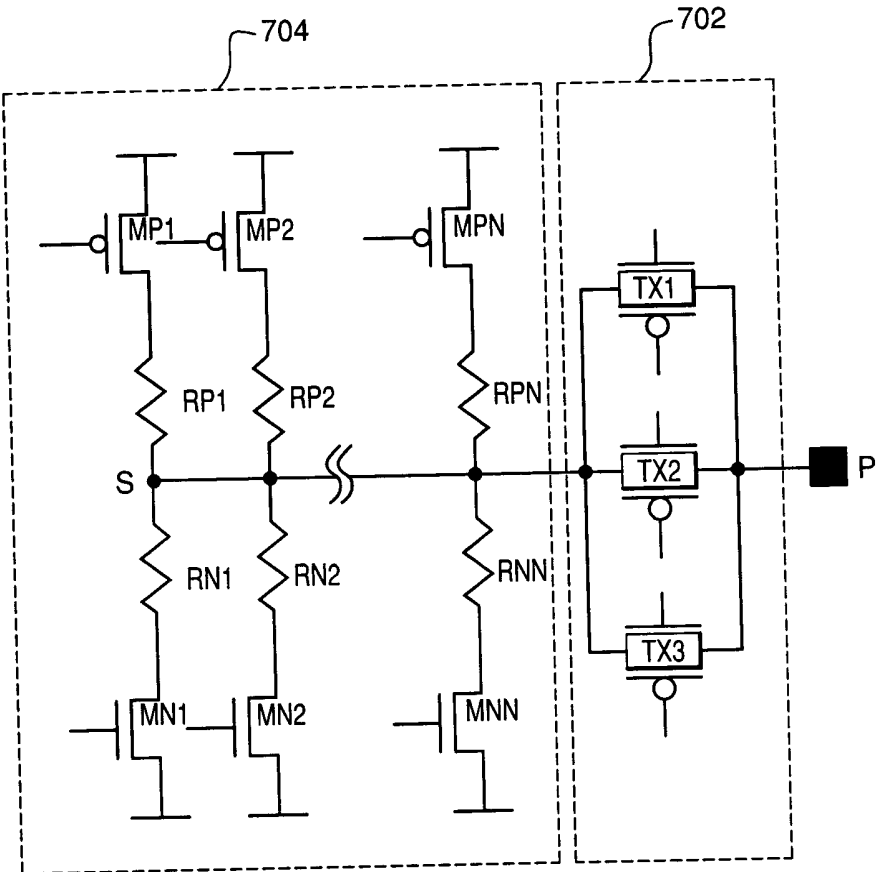 704
702
MP1
MP2
MPN
TX1
RP1
RP2
RPN
S
TX2
P
RN1
RN2
RNN
TX3
MN1
MN2
MNN